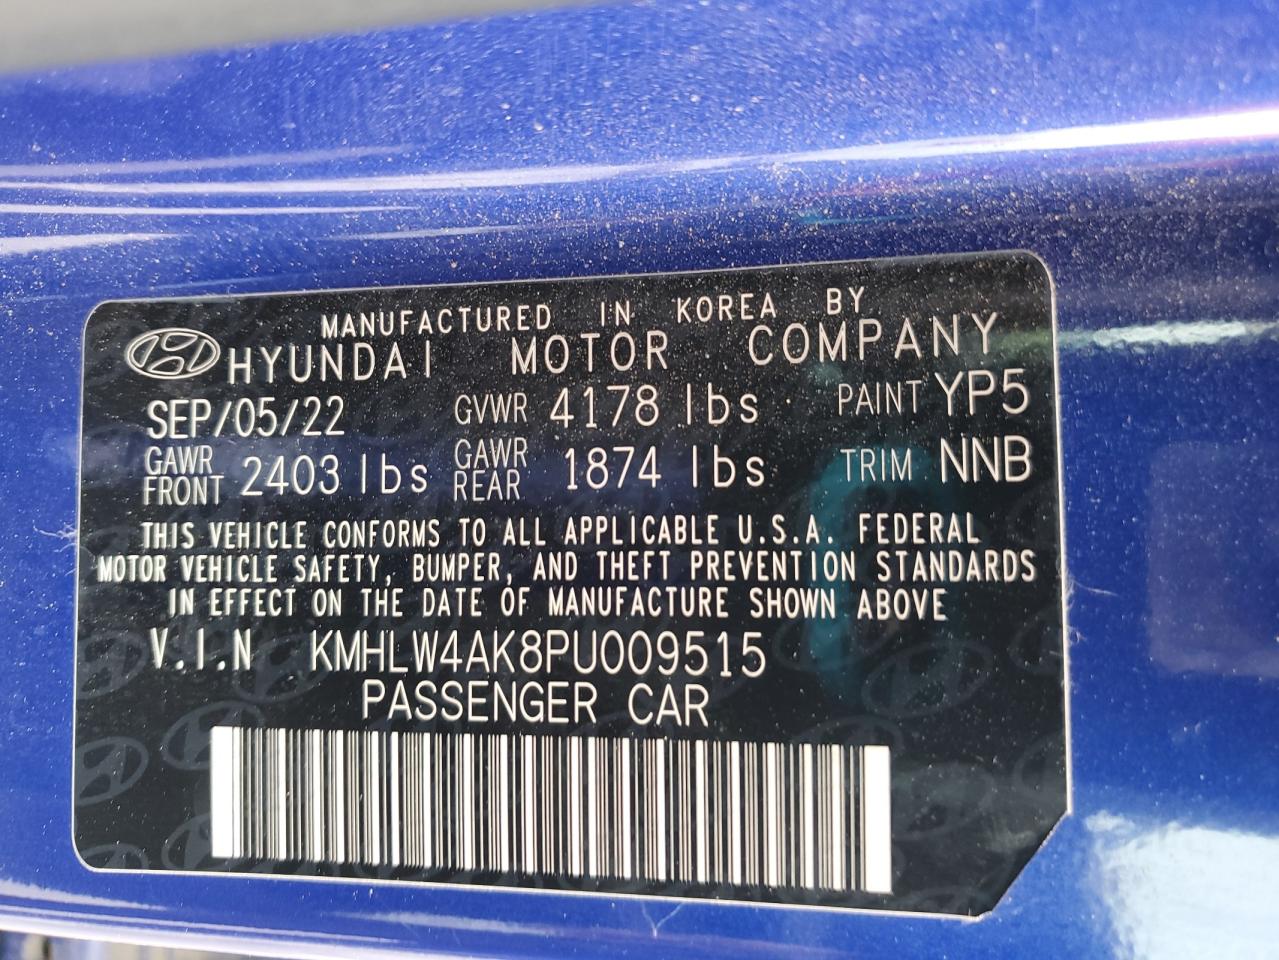 MANUFACTURED IN KOREA BY
HYUNDAI MOTOR COMPANY
SEP/05/22 GVWR 4178 lbs PAINT YP5
GAWR FRONT 2403 lbs GAWR REAR 1874 lbs TRIM NNB
THIS VEHICLE CONFORMS TO ALL APPLICABLE U.S.A. FEDERAL
MOTOR VEHICLE SAFETY, BUMPER, AND THEFT PREVENTION STANDARDS
IN EFFECT ON THE DATE OF MANUFACTURE SHOWN ABOVE
V.I.N KMHLW4AK8PU009515
PASSENGER CAR